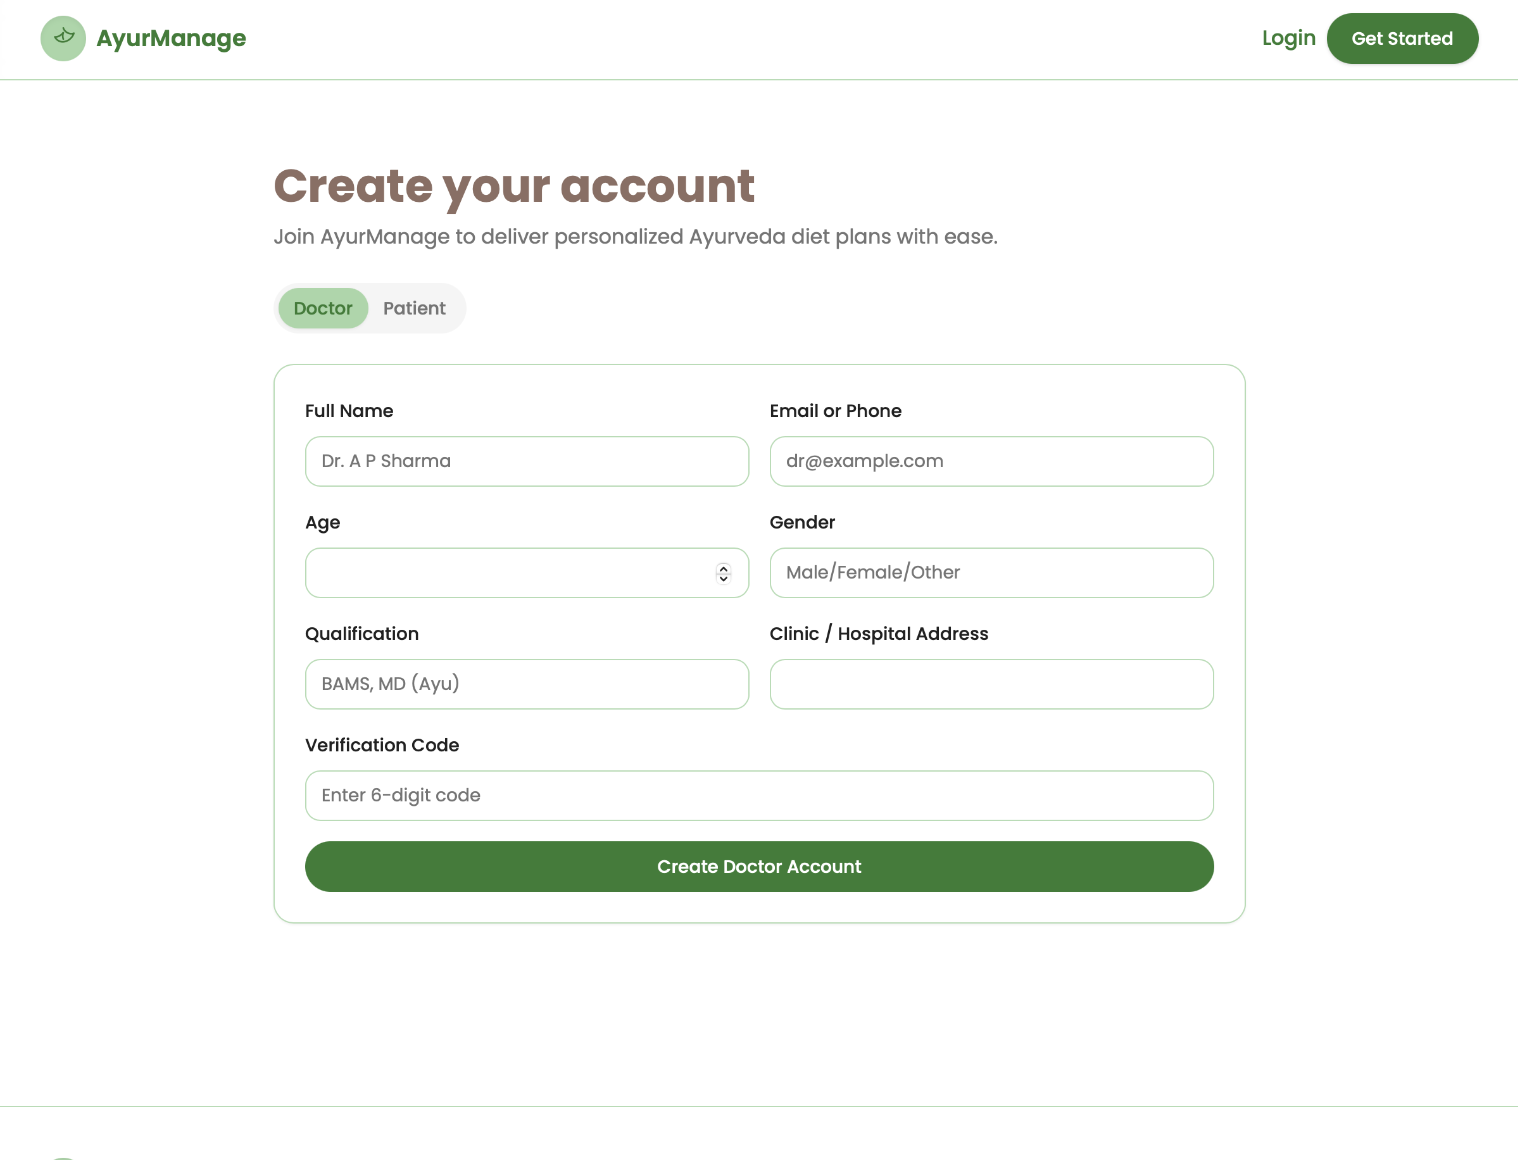 AyurManage
Login
Get Started
Create your account
Join AyurManage to deliver personalized Ayurveda diet plans with ease.
Doctor
Patient
Full Name
Email or Phone
Dr. A P Sharma
dr@example.com
Age
Gender
Male/Female/Other
Qualification
Clinic / Hospital Address
BAMS, MD (Ayu)
Verification Code
Enter 6-digit code
Create Doctor Account